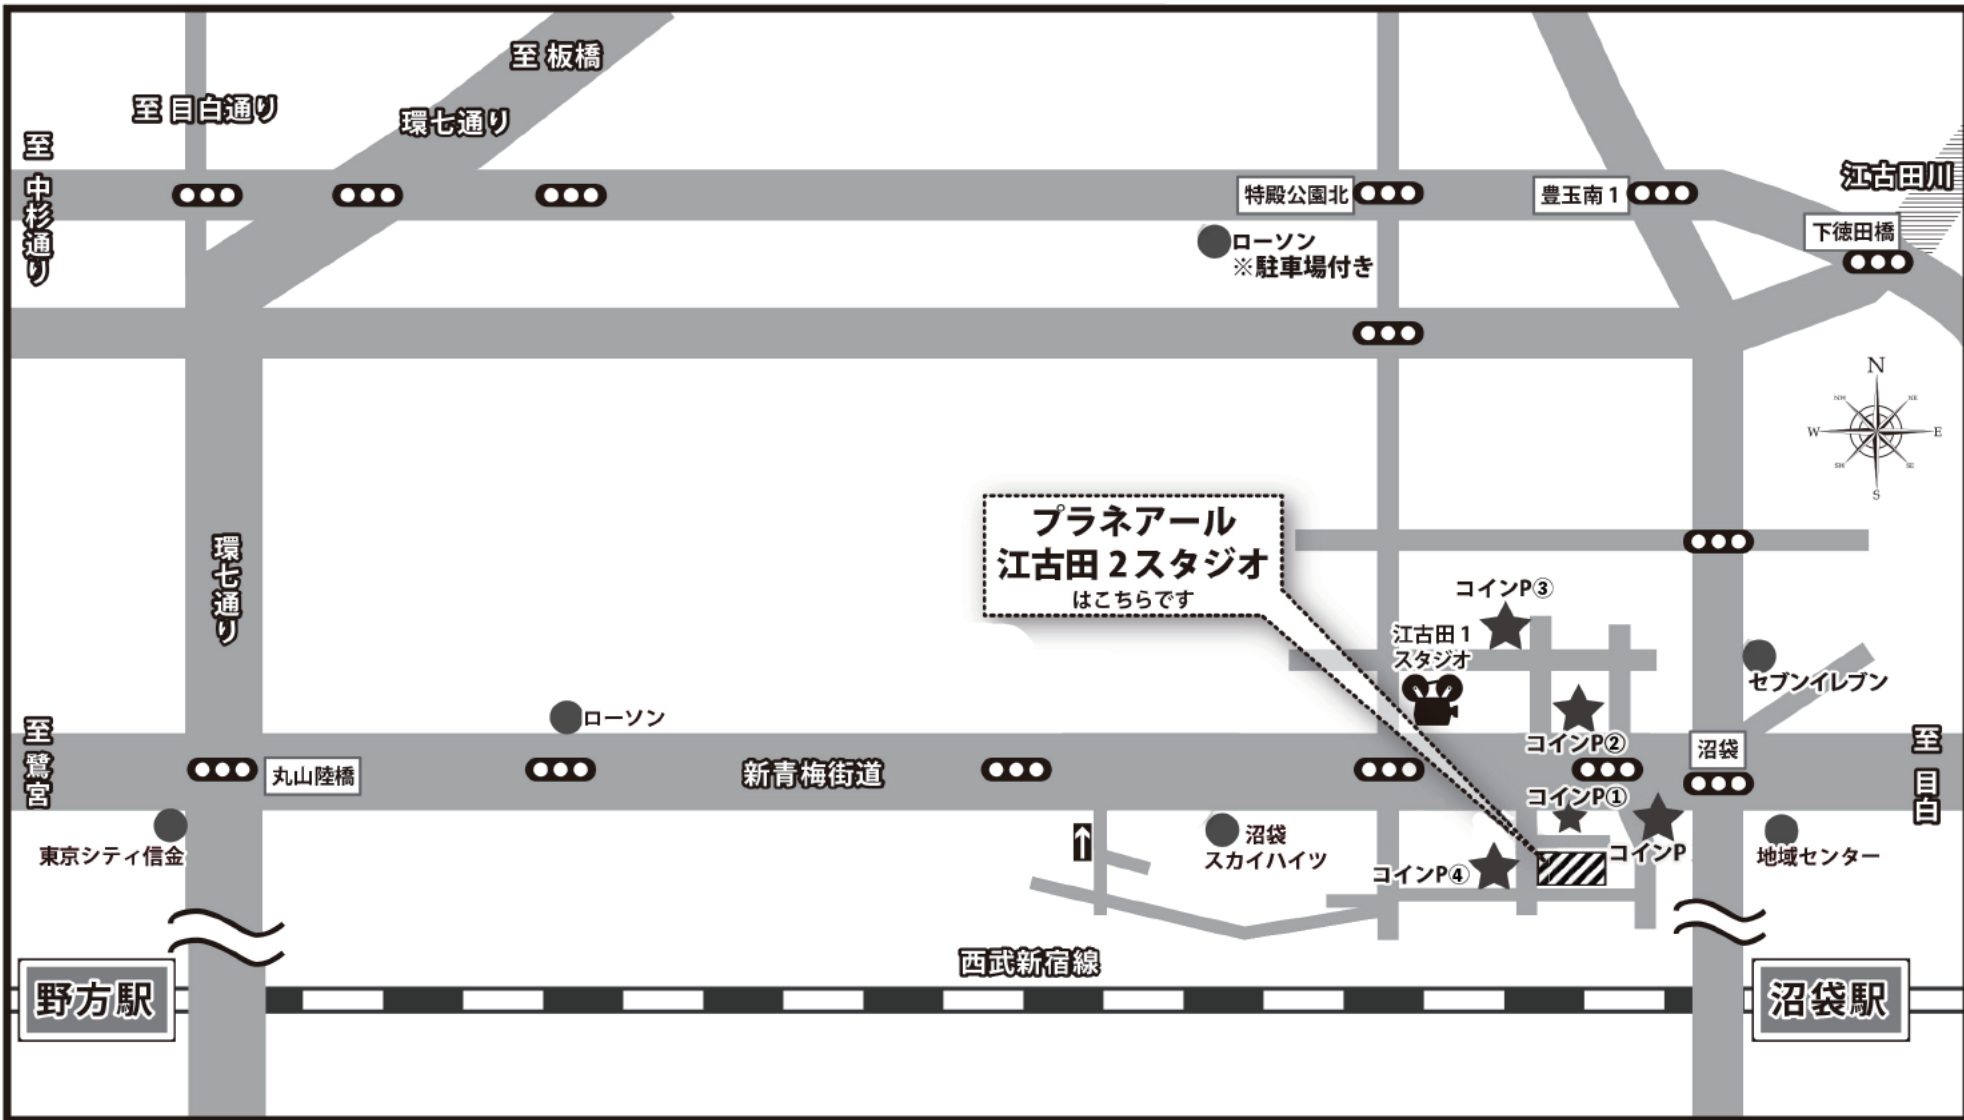 至 板橋
至 目白通り
環七通り
至 中杉通り
江古田川
特殿公園北
豊玉南1
下徳田橋
ローソン
※駐車場付き
N
NW
NE
W
E
SW
SE
S
プラネアール
江古田2スタジオ
はこちらです
環七通り
コインP③
江古田1
スタジオ
セブンイレブン
ローソン
コインP②
沼袋
至 鷺宮
至 目白
丸山陸橋
新青梅街道
コインP①
東京シティ信金
沼袋
スカイハイツ
コインP④
コインP
地域センター
西武新宿線
野方駅
沼袋駅